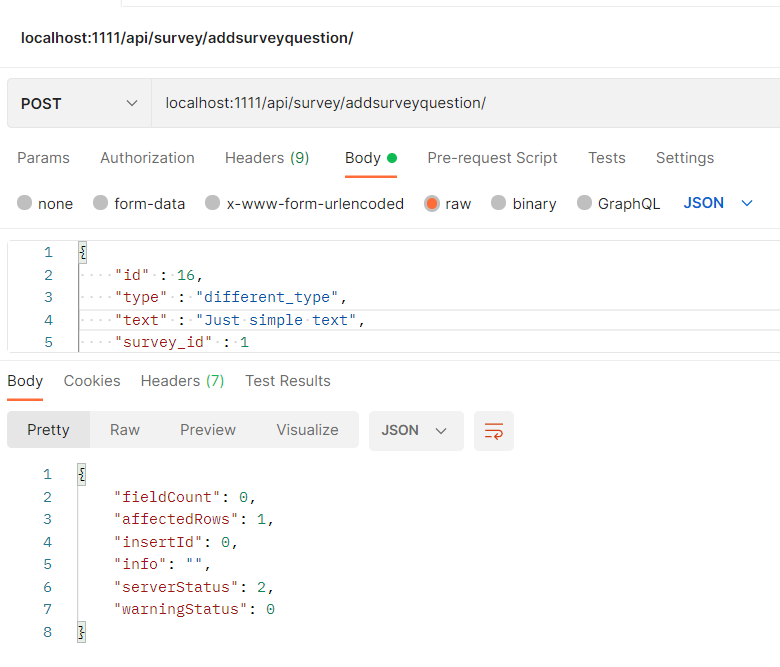 localhost:1111/api/survey/addsurveyquestion/
POST localhost:1111/api/survey/addsurveyquestion/
Params Authorization Headers (9) Body Pre-request Script Tests Settings
none form-data x-www-form-urlencoded raw binary GraphQL JSON
1 {
2 "id" : 16,
3 "type" : "different_type",
4 "text" : "Just simple text",
5 "survey_id" : 1
Body Cookies Headers (7) Test Results
Pretty Raw Preview Visualize JSON
1 {
2 "fieldCount": 0,
3 "affectedRows": 1,
4 "insertId": 0,
5 "info": "",
6 "serverStatus": 2,
7 "warningStatus": 0
8 }